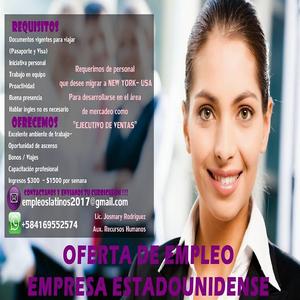 REQUISITOS
Documentos vigentes para viajar
(Pasaporte y Visa)
Iniciativa personal
Trabajo en equipo
Proactividad
Buena presencia
Hablar ingles no es necesario
OFRECEMOS
Excelente ambiente de trabajo-
Oportunidad de ascenso
Bonos / Viajes
Capacitación profesional
Ingresos $300 - $1500 por semana
Requerimos de personal
que desee migrar a NEW YORK- USA
Para desarrollarse en el área
de mercadeo como
"EJECUTIVO DE VENTAS"
CONTACTANOS Y ENVIANOS TU CURRICULUM !!!
empleoslatinos2017@gmail.com
+584169552574
Lic. Josmary Rodriguez
Aux. Recursos Humanos
OFERTA DE EMPLEO
EMPRESA ESTADOUNIDENSE